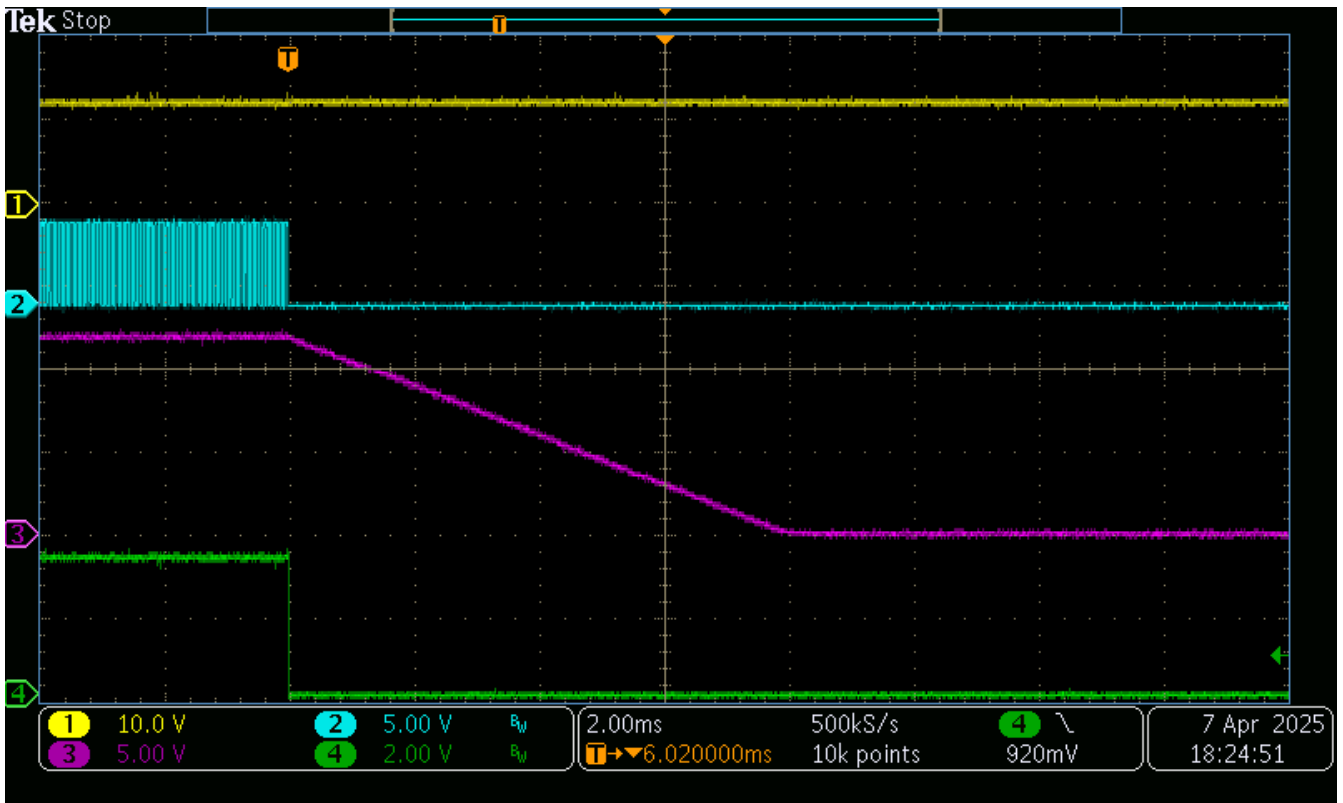 Tek Stop
T
T
1
2
3
4
1 10.0 V 2 5.00 V BW 2.00ms 500kS/s 4 \ 7 Apr 2025
3 5.00 V 4 2.00 V BW T→▼6.020000ms 10k points 920mV 18:24:51